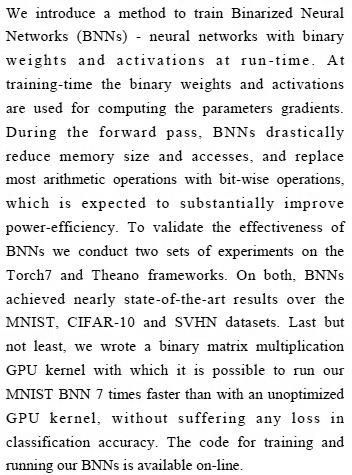 We introduce a method to train Binarized Neural
Networks (BNNs) - neural networks with binary
weights and activations at run-time. At
training-time the binary weights and activations
are used for computing the parameters gradients.
During the forward pass, BNNs drastically
reduce memory size and accesses, and replace
most arithmetic operations with bit-wise operations,
which is expected to substantially improve
power-efficiency. To validate the effectiveness of
BNNs we conduct two sets of experiments on the
Torch7 and Theano frameworks. On both, BNNs
achieved nearly state-of-the-art results over the
MNIST, CIFAR-10 and SVHN datasets. Last but
not least, we wrote a binary matrix multiplication
GPU kernel with which it is possible to run our
MNIST BNN 7 times faster than with an unoptimized
GPU kernel, without suffering any loss in
classification accuracy. The code for training and
running our BNNs is available on-line.